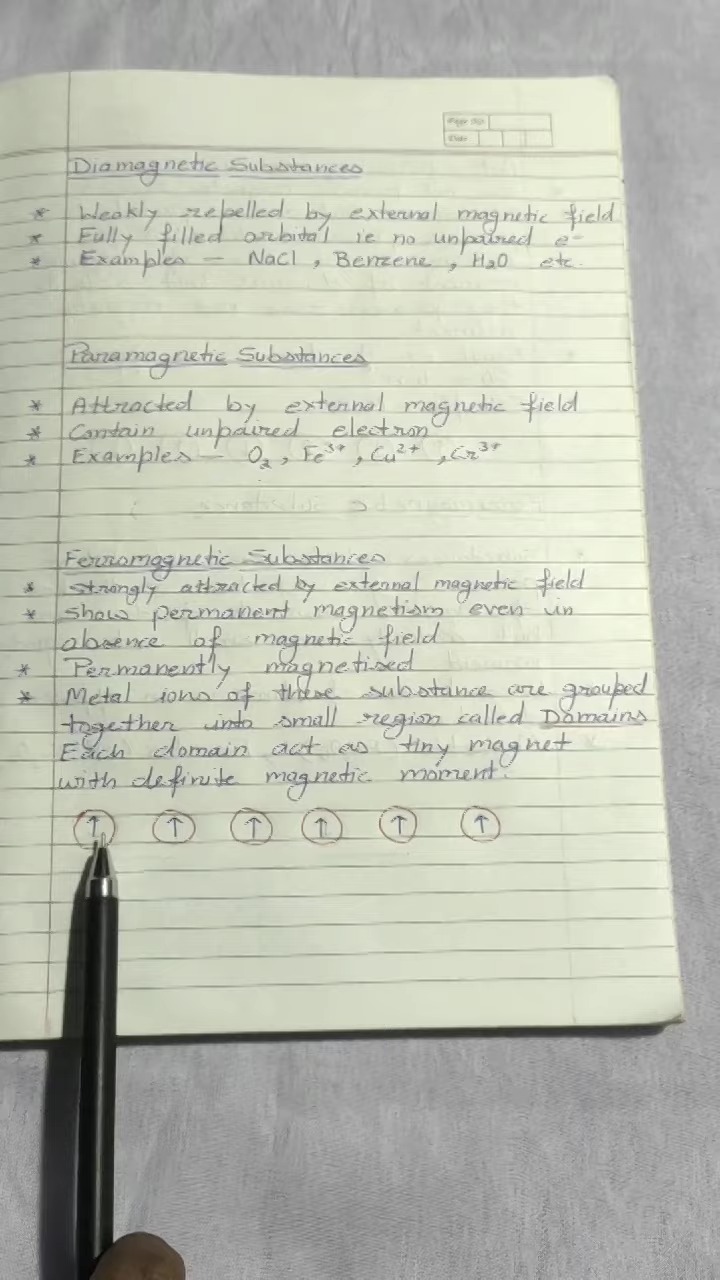 Page No
Date
Diamagnetic Substances
* Weakly repelled by external magnetic field
* Fully filled orbital ie no unpaired e-
* Examples - NaCl, Benzene, H₂O etc.
Paramagnetic Substances
* Attracted by external magnetic field
* Contain unpaired electron
* Examples - O₂, Fe³⁺, Cu²⁺, Cr³⁺
Ferromagnetic Substances
* Strongly attracted by external magnetic field
* Show permanent magnetism even in
absence of magnetic field
* Permanently magnetised
* Metal ions of these substance are grouped
together into small region called Domains
Each domain act as tiny magnet
with definite magnetic moment.
↑ ↑ ↑ ↑ ↑ ↑